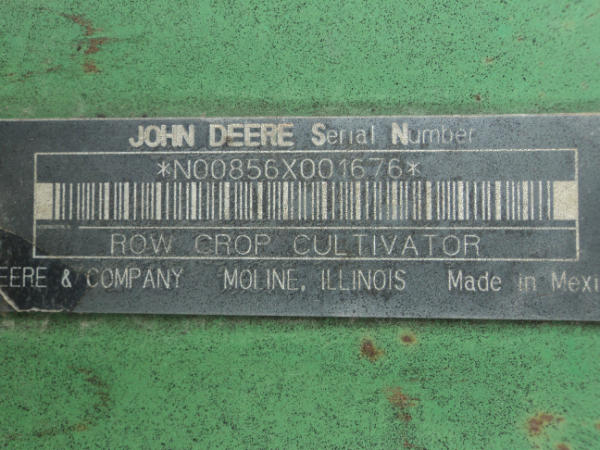 JOHN DEERE Serial Number
*N00856X001676*
ROW CROP CULTIVATOR
EERE & COMPANY MOLINE, ILLINOIS Made in Mexi